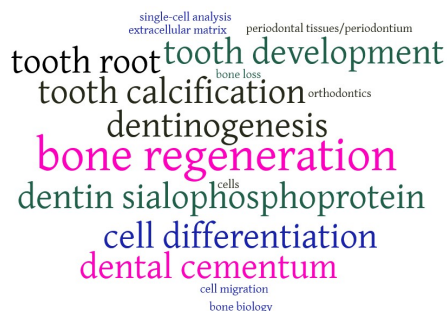 single-cell analysis
extracellular matrix
periodontal tissues/periodontium
tooth root
tooth development
bone loss
tooth calcification
orthodontics
dentinogenesis
bone regeneration
cells
dentin sialophosphoprotein
cell differentiation
dental cementum
cell migration
bone biology